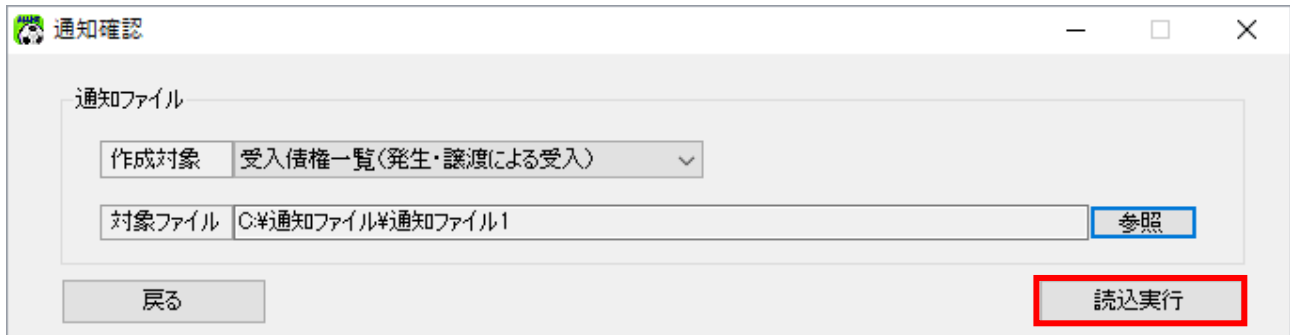 通知確認
通知ファイル
作成対象 受入債権一覧(発生・譲渡による受入)
対象ファイル C:¥通知ファイル¥通知ファイル1 参照
戻る 読込実行